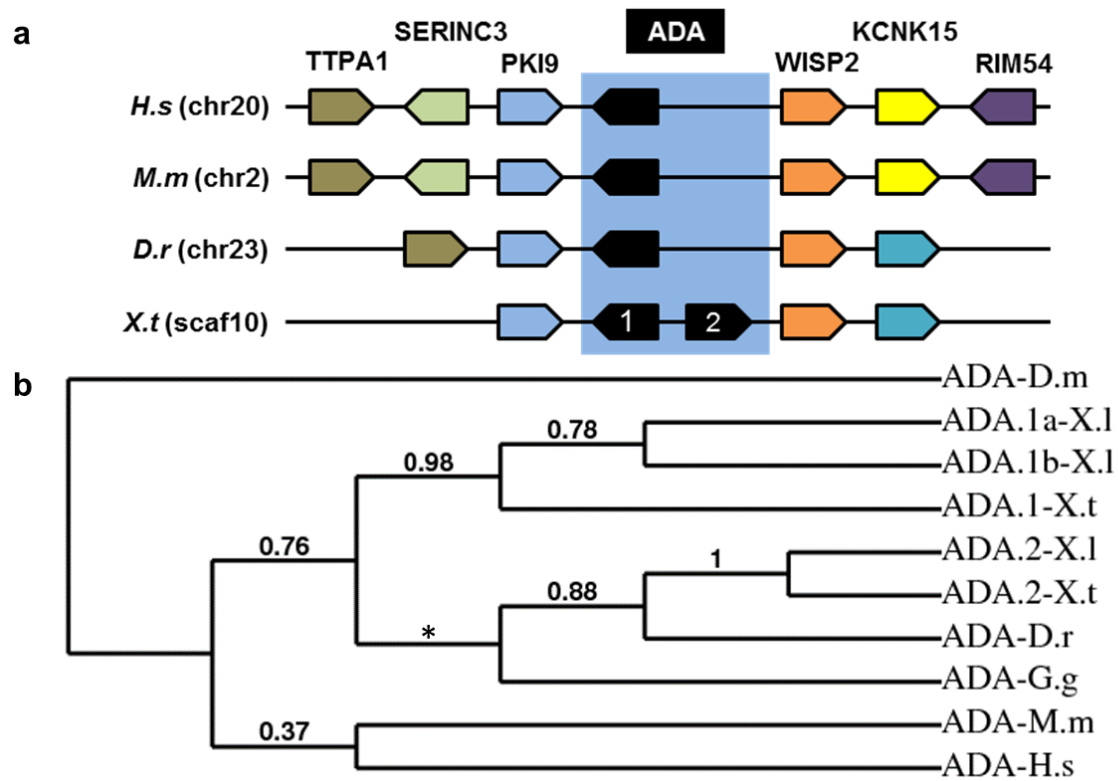 a
SERINC3 ADA KCNK15
TTPA1 PKI9 WISP2 RIM54
H.s (chr20)
M.m (chr2)
D.r (chr23)
X.t (scaf10) 1 2
b
ADA-D.m
0.78 ADA.1a-X.l
0.98 ADA.1b-X.l
ADA.1-X.t
0.76 1 ADA.2-X.l
0.88 ADA.2-X.t
* ADA-D.r
ADA-G.g
0.37 ADA-M.m
ADA-H.s